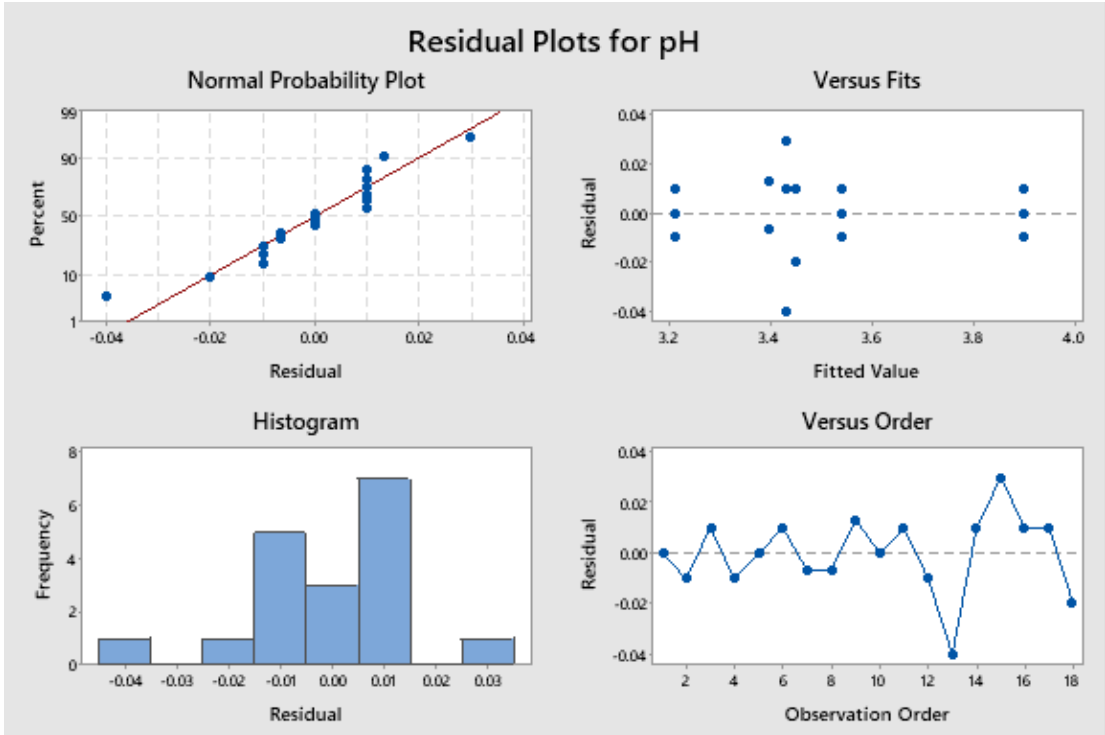 Residual Plots for pH
Normal Probability Plot
99
90
50
10
1
Percent
-0.04 -0.02 0.00 0.02 0.04
Residual
Versus Fits
0.04
0.02
0.00
-0.02
-0.04
Residual
3.2 3.4 3.6 3.8 4.0
Fitted Value
Histogram
8
6
4
2
0
Frequency
-0.04 -0.03 -0.02 -0.01 0.00 0.01 0.02 0.03
Residual
Versus Order
0.04
0.02
0.00
-0.02
-0.04
Residual
2 4 6 8 10 12 14 16 18
Observation Order